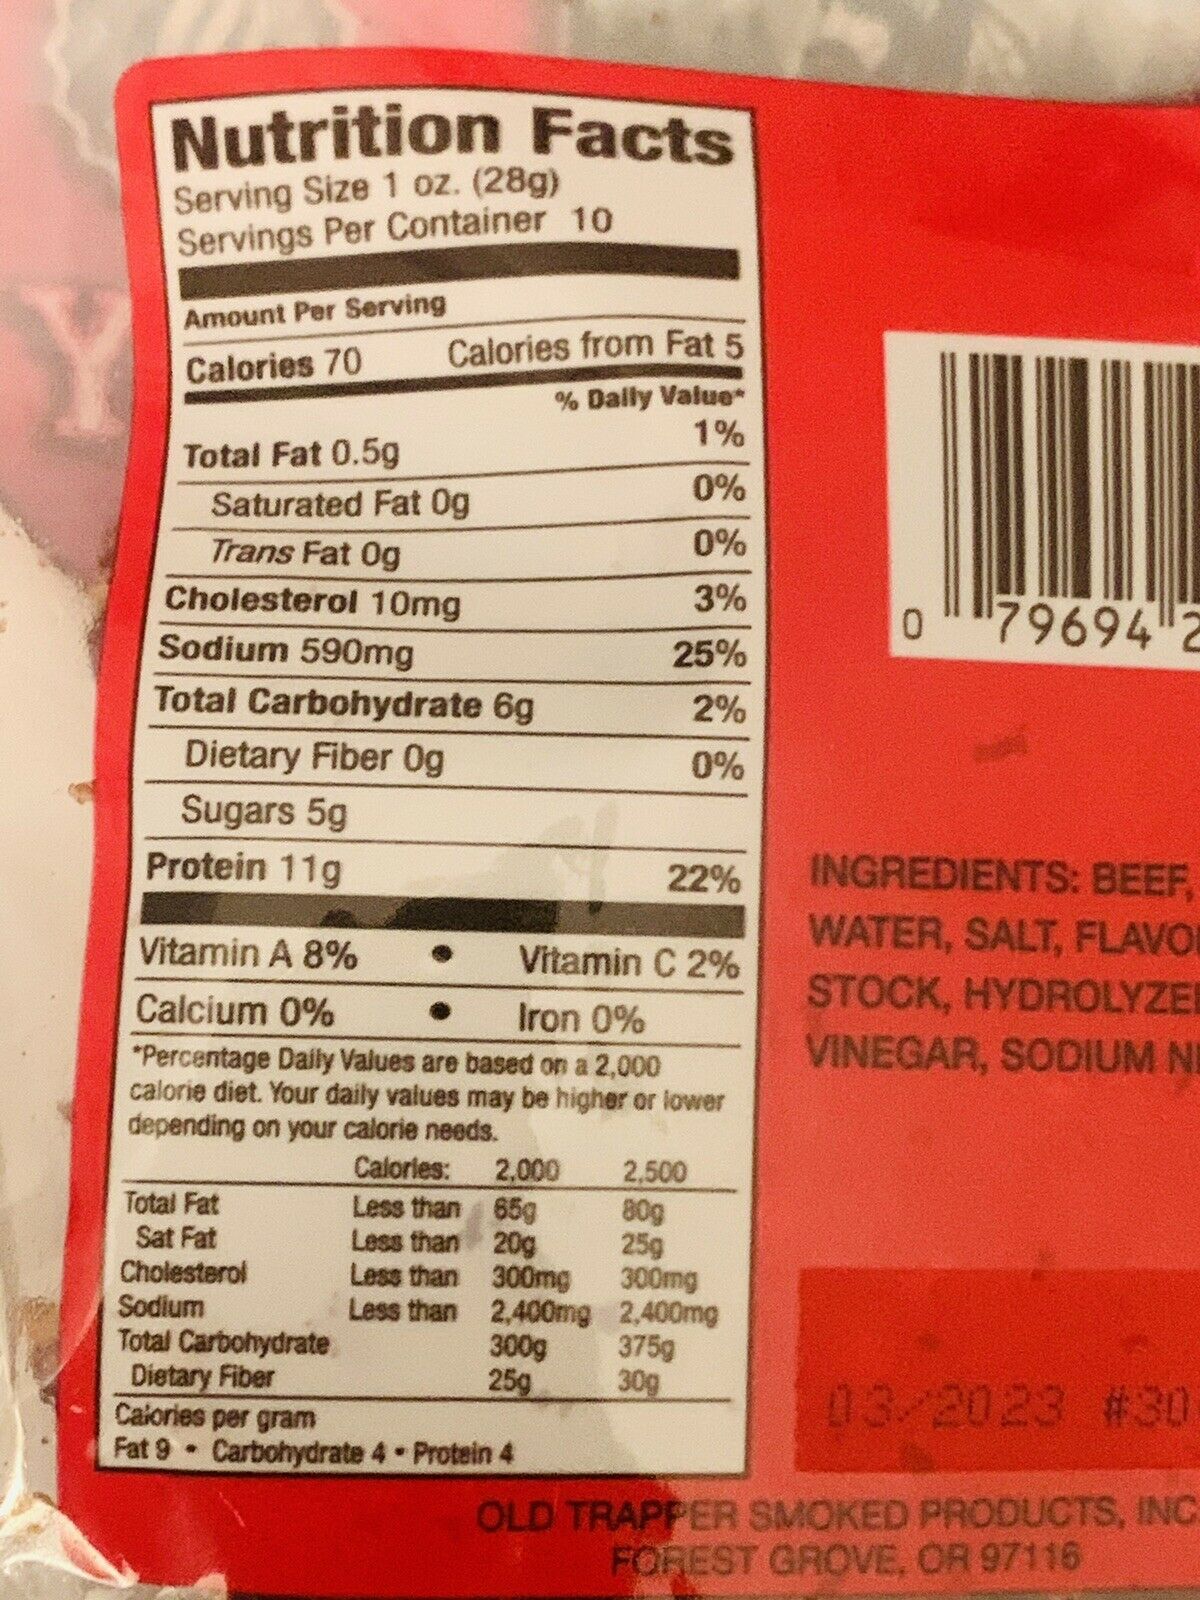 Y
Nutrition Facts
Serving Size 1 oz. (28g)
Servings Per Container 10
Amount Per Serving
Calories 70 Calories from Fat 5
% Daily Value*
Total Fat 0.5g 1%
Saturated Fat 0g 0%
Trans Fat 0g 0%
Cholesterol 10mg 3%
Sodium 590mg 25%
Total Carbohydrate 6g 2%
Dietary Fiber 0g 0%
Sugars 5g
Protein 11g 22%
Vitamin A 8% • Vitamin C 2%
Calcium 0% • Iron 0%
*Percentage Daily Values are based on a 2,000
calorie diet. Your daily values may be higher or lower
depending on your calorie needs.
Calories: 2,000 2,500
Total Fat Less than 65g 80g
Sat Fat Less than 20g 25g
Cholesterol Less than 300mg 300mg
Sodium Less than 2,400mg 2,400mg
Total Carbohydrate 300g 375g
Dietary Fiber 25g 30g
Calories per gram
Fat 9 • Carbohydrate 4 • Protein 4
0 79694 2
INGREDIENTS: BEEF,
WATER, SALT, FLAVO
STOCK, HYDROLYZE
VINEGAR, SODIUM NI
03/2023 #30
OLD TRAPPER SMOKED PRODUCTS, INC
FOREST GROVE, OR 97116